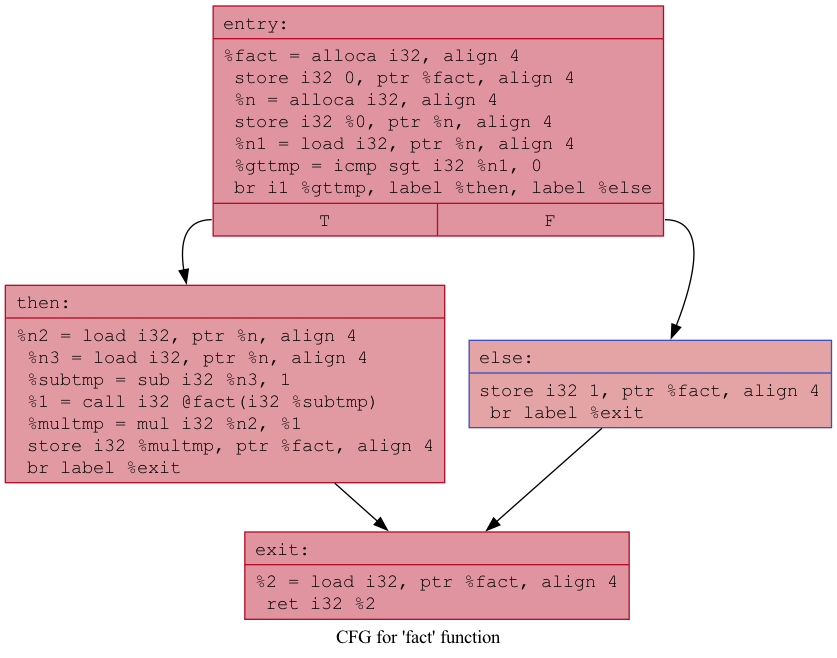 entry:
%fact = alloca i32, align 4
store i32 0, ptr %fact, align 4
%n = alloca i32, align 4
store i32 %0, ptr %n, align 4
%n1 = load i32, ptr %n, align 4
%gttmp = icmp sgt i32 %n1, 0
br i1 %gttmp, label %then, label %else
T
F
then:
%n2 = load i32, ptr %n, align 4
%n3 = load i32, ptr %n, align 4
%subtmp = sub i32 %n3, 1
%1 = call i32 @fact(i32 %subtmp)
%multmp = mul i32 %n2, %1
store i32 %multmp, ptr %fact, align 4
br label %exit
else:
store i32 1, ptr %fact, align 4
br label %exit
exit:
%2 = load i32, ptr %fact, align 4
ret i32 %2
CFG for 'fact' function